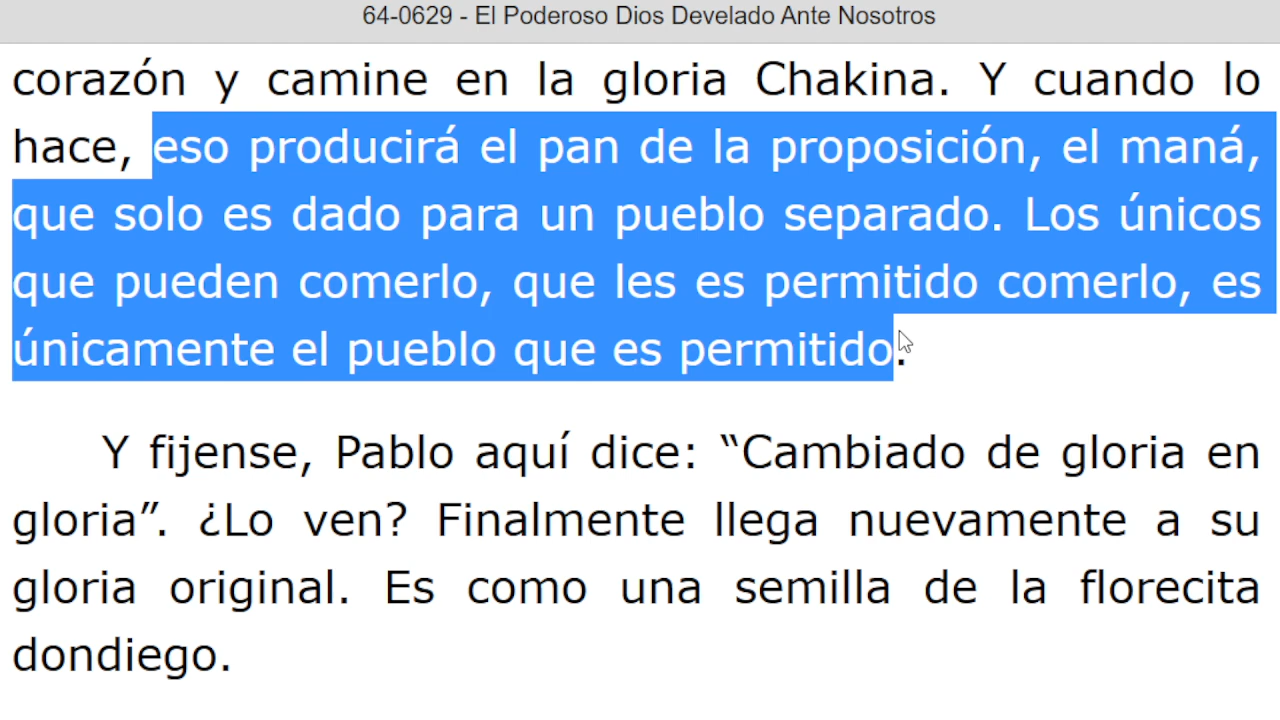 64-0629 - El Poderoso Dios Develado Ante Nosotros
corazón y camine en la gloria Chakina. Y cuando lo
hace, eso producirá el pan de la proposición, el maná,
que solo es dado para un pueblo separado. Los únicos
que pueden comerlo, que les es permitido comerlo, es
únicamente el pueblo que es permitido.
Y fijense, Pablo aquí dice: “Cambiado de gloria en
gloria”. ¿Lo ven? Finalmente llega nuevamente a su
gloria original. Es como una semilla de la florecita
dondiego.